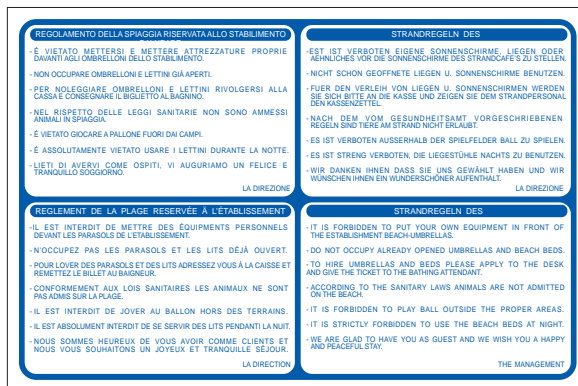 REGOLAMENTO DELLA SPIAGGIA RISERVATA ALLO STABILIMENTO
- É VIETATO METTERSI E METTERE ATTREZZATURE PROPRIE
DAVANTI AGLI OMBRELLONI DELLO STABILIMENTO.
- NON OCCUPARE OMBRELLONI E LETTINI GIÀ APERTI.
- PER NOLEGGIARE OMBRELLONI E LETTINI RIVOLGERSI ALLA
CASSA E CONSEGNARE IL BIGLIETTO AL BAGNINO.
- NEL RISPETTO DELLE LEGGI SANITARIE NON SONO AMMESSI
ANIMALI IN SPIAGGIA.
- É VIETATO GIOCARE A PALLONE FUORI DAI CAMPI.
- É ASSOLUTAMENTE VIETATO USARE I LETTINI DURANTE LA NOTTE.
- LIETI DI AVERVI COME OSPITI, VI AUGURIAMO UN FELICE E
TRANQUILLO SOGGIORNO.
LA DIREZIONE
STRANDREGELN DES
-EST IST VERBOTEN EIGENE SONNENSCHIRME, LIEGEN ODER
AEHNLICHES VOR DIE SONNENSCHIRME DES STRANDCAFE'S ZU STELLEN.
- NICHT SCHON GEOFFNETE LIEGEN U. SONNENSCHIRME BENUTZEN.
- FUER DEN VERLEIH VON LIEGEN U. SONNENSCHIRMEN WERDEN
SIE SICH BITTE AN DIE KASSE UND ZEIGEN SIE DEM STRANDPERSONAL
DEN KASSENZETTEL.
- NACH DEM VOM GESUNDHEITSAMT VORGESCHRIEBENEN
REGELN SIND TIERE AM STRAND NICHT ERLAUBT.
- ES IST VERBOTEN AUSSERHALB DER SPIELFELDER BALL ZU SPIELEN.
- ES IST STRENG VERBOTEN, DIE LIEGESTÜHLE NACHTS ZU BENUTZEN.
- WIR DANKEN IHNEN DASS SIE UNS GEWÄHLT HABEN UND WIR
WÜNSCHEN IHNEN EIN WUNDERSCHÖNER AUFENTHALT.
LA DIREZIONE
REGLEMENT DE LA PLAGE RESERVÉE Ä L'ÉTABLISSEMENT
-IL EST INTERDIT DE METTRE DES ÉQUIPMENTS PERSONNELS
DEVANT LES PARASOLS DE L'ETABLISSEMENT.
- N'OCCUPEZ PAS LES PARASOLS ET LES LITS DÉJÀ OUVERT.
- POUR LOVER DES PARASOLS ET DES LITS ADRESSEZ VOUS À LA CAISSE ET
REMETTEZ LE BILLET AU BAIGNEUR.
- CONFORMEMENT AUX LOIS SANITAIRES LES ANIMAUX NE SONT
PAS ADMIS SUR LA PLAGE.
- IL EST INTERDIT DE JOVER AU BALLON HORS DES TERRAINS.
- IL EST ABSOLUMENT INTERDIT DE SE SERVIR DES LITS PENDANTI LA NUIT.
- NOUS SOMMES HEUREUX DE VOUS AVOIR COMME CLIENTS ET
NOUS VOUS SOUHAITONS UN JOYEUX ET TRANQUILLE SÉJOUR.
LA DIRECTION
STRANDREGELN DES
- IT IS FORBIDDEN TO PUT YOUR OWN EQUIPMENT IN FRONT OF
THE ESTABLISHMENT BEACH-UMBRELLAS.
- DO NOT OCCUPY ALREADY OPENED UMBRELLAS AND BEACH BEDS.
- TO HIRE UMBRELLAS AND BEDS PLEASE APPLY TO THE DESK
AND GIVE THE TICKET TO THE BATHING ATTENDANT.
- ACCORDING TO THE SANITARY LAWS ANIMALS ARE NOT ADMITTED
ON THE BEACH.
- IT IS FORBIDDEN TO PLAY BALL OUTSIDE THE PROPER AREAS.
- IT IS STRICTLY FORBIDDEN TO USE THE BEACH BEDS AT NIGHT.
- WE ARE GLAD TO HAVE YOU AS GUEST AND WE WISH YOU A HAPPY
AND PEACEFUL STAY.
THE MANAGEMENT